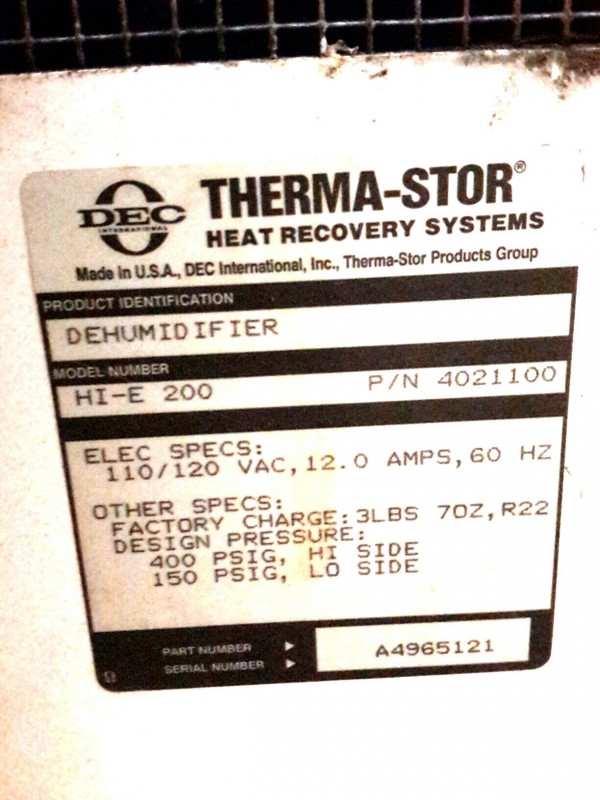 DEC
INTERNATIONAL
THERMA-STOR®
HEAT RECOVERY SYSTEMS
Made in U.S.A., DEC International, Inc., Therma-Stor Products Group
PRODUCT IDENTIFICATION
DEHUMIDIFIER
MODEL NUMBER
HI-E 200 P/N 4021100
ELEC SPECS:
110/120 VAC, 12.0 AMPS, 60 HZ
OTHER SPECS:
FACTORY CHARGE: 3LBS 7OZ, R22
DESIGN PRESSURE:
400 PSIG, HI SIDE
150 PSIG, LO SIDE
PART NUMBER ▶
SERIAL NUMBER ▶
A4965121